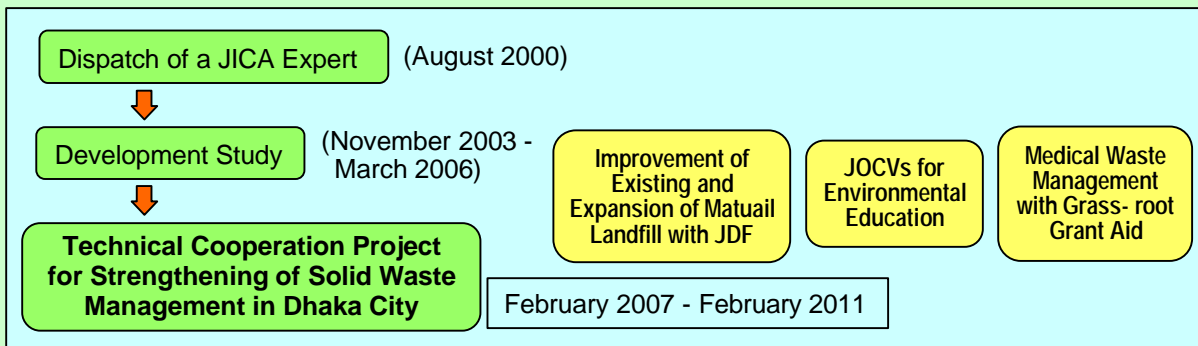 Dispatch of a JICA Expert
(August 2000)
Development Study
(November 2003 -
March 2006)
Technical Cooperation Project
for Strengthening of Solid Waste
Management in Dhaka City
February 2007 - February 2011
Improvement of
Existing and
Expansion of Matuail
Landfill with JDF
JOCVs for
Environmental
Education
Medical Waste
Management
with Grass- root
Grant Aid